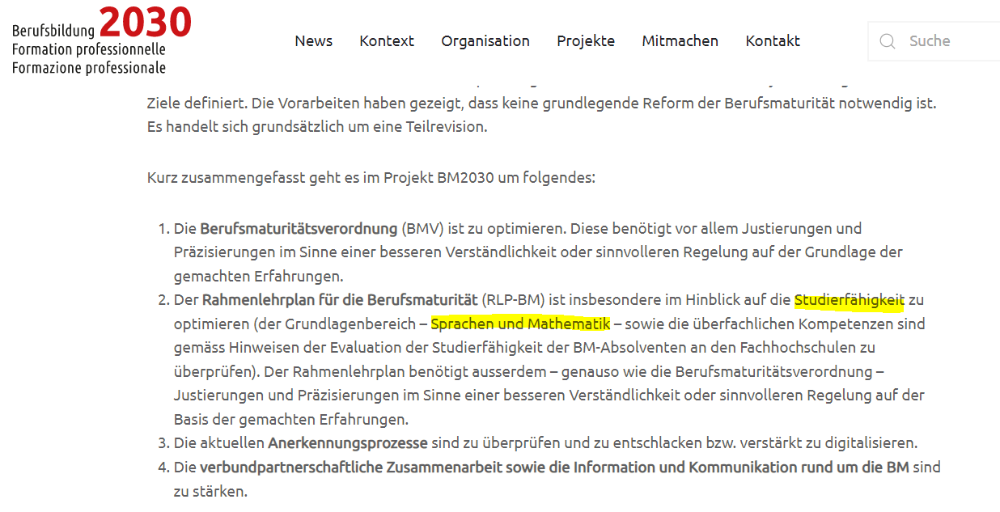 Berufsbildung 2030
Formation professionnelle
Formazione professionale
News Kontext Organisation Projekte Mitmachen Kontakt Suche
Ziele definiert. Die Vorarbeiten haben gezeigt, dass keine grundlegende Reform der Berufsmaturität notwendig ist.
Es handelt sich grundsätzlich um eine Teilrevision.
Kurz zusammengefasst geht es im Projekt BM2030 um folgendes:
1. Die Berufsmaturitätsverordnung (BMV) ist zu optimieren. Diese benötigt vor allem Justierungen und
Präzisierungen im Sinne einer besseren Verständlichkeit oder sinnvolleren Regelung auf der Grundlage der
gemachten Erfahrungen.
2. Der Rahmenlehrplan für die Berufsmaturität (RLP-BM) ist insbesondere im Hinblick auf die Studierfähigkeit zu
optimieren (der Grundlagenbereich – Sprachen und Mathematik – sowie die überfachlichen Kompetenzen sind
gemäss Hinweisen der Evaluation der Studierfähigkeit der BM-Absolventen an den Fachhochschulen zu
überprüfen). Der Rahmenlehrplan benötigt ausserdem – genauso wie die Berufsmaturitätsverordnung –
Justierungen und Präzisierungen im Sinne einer besseren Verständlichkeit oder sinnvolleren Regelung auf der
Basis der gemachten Erfahrungen.
3. Die aktuellen Anerkennungsprozesse sind zu überprüfen und zu entschlacken bzw. verstärkt zu digitalisieren.
4. Die verbundpartnerschaftliche Zusammenarbeit sowie die Information und Kommunikation rund um die BM sind
zu stärken.